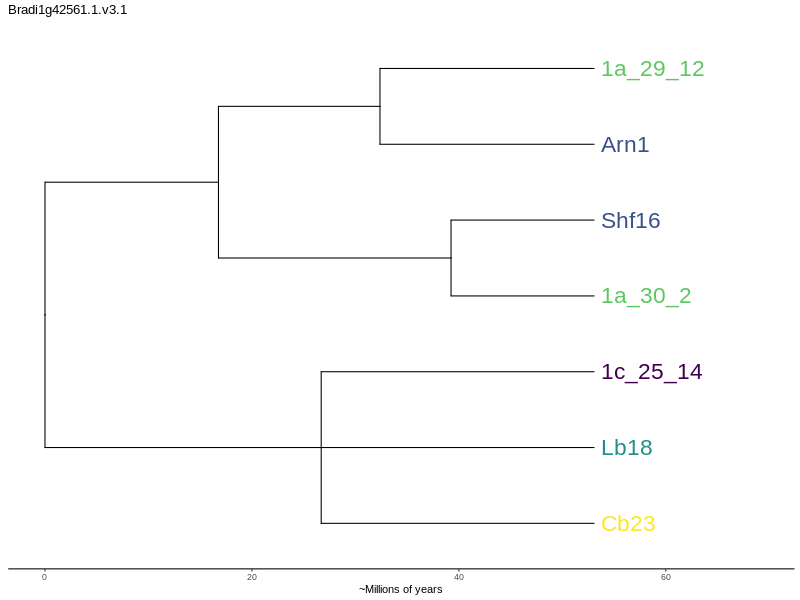 Bradi1g42561.1.v3.1
1a_29_12
Arn1
Shf16
1a_30_2
1c_25_14
Lb18
Cb23
0 20 40 60
~Millions of years